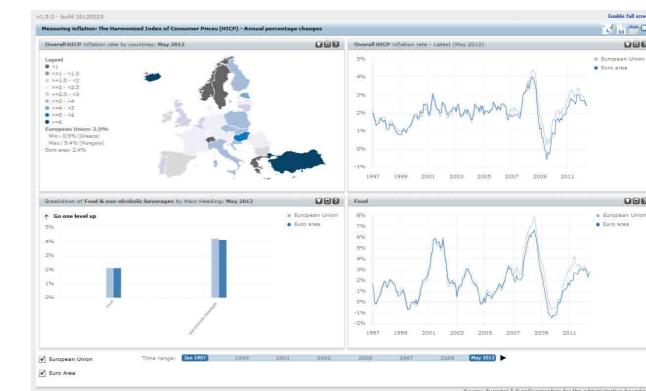 v1.5.0 - build 20120223
Enable full scre
Measuring inflation: The Harmonised Index of Consumer Prices (HICP) - Annual percentage changes
Overall HICP inflation rate by countries: May 2012
Legend
<1
>=1 - <1.5
>=1.5 - <2
>=2 - <2.5
>=2.5 - <3
>=3 - <4
>=4 - <5
>=5 - <6
>=6
European Union: 2.5%
Min.: 0.9% (Greece)
Max.: 5.4% (Hungary)
Euro area: 2.4%
Overall HICP inflation rate - Latest (May 2012)
European Union
Euro area
5%
4%
3%
2%
1%
0%
-1%
1997 1999 2001 2003 2005 2007 2009 2011
Breakdown of Food & non-alcoholic beverages by Main Heading: May 2012
Go one level up
European Union
Euro area
5%
4%
3%
2%
1%
0%
Food
Food
European Union
Euro area
8%
7%
6%
5%
4%
3%
2%
1%
0%
-1%
-2%
1997 1999 2001 2003 2005 2007 2009 2011
European Union
Time range: Jan 1997 1999 2001 2003 2005 2007 2009 May 2012
Euro Area